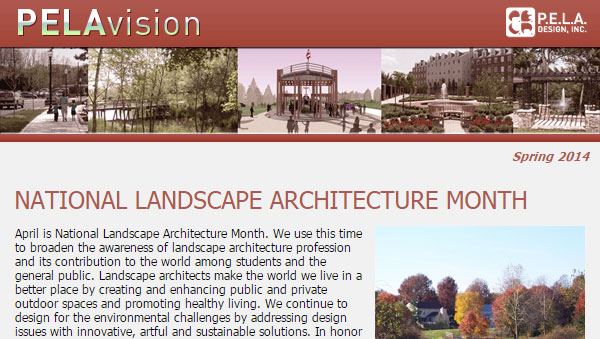 PELAvision
P.E.L.A.
DESIGN, INC.
Spring 2014
NATIONAL LANDSCAPE ARCHITECTURE MONTH
April is National Landscape Architecture Month. We use this time
to broaden the awareness of landscape architecture profession
and its contribution to the world among students and the
general public. Landscape architects make the world we live in a
better place by creating and enhancing public and private
outdoor spaces and promoting healthy living. We continue to
design for the environmental challenges by addressing design
issues with innovative, artful and sustainable solutions. In honor